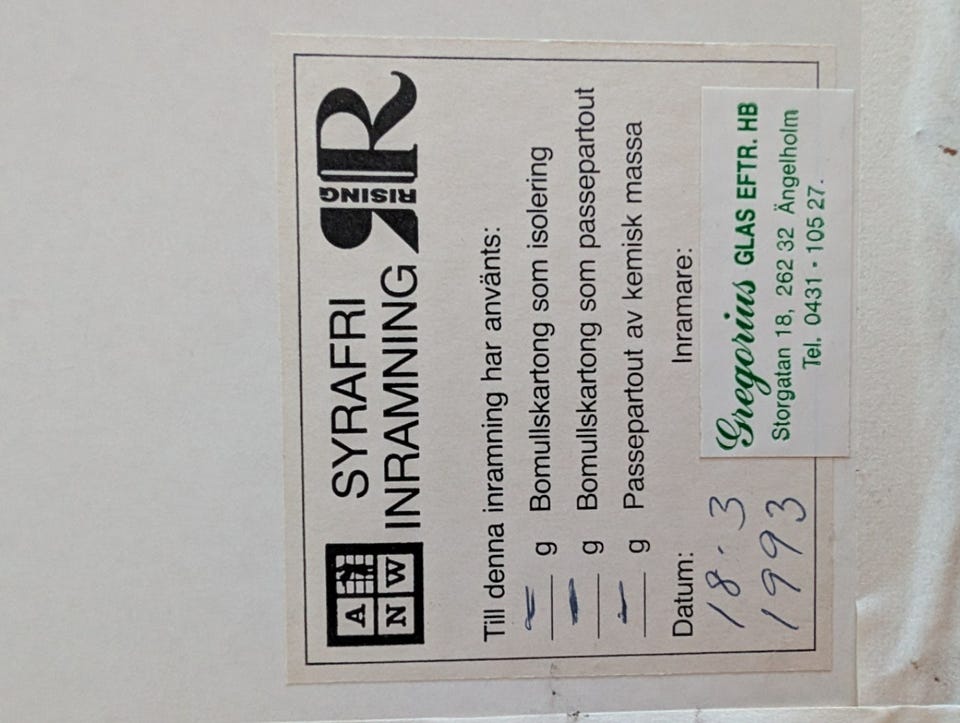 A
N W
SYRAFRI
INRAMNING
RISING
R
Till denna inramning har använts:
g Bomullskartong som isolering
g Bomullskartong som passepartout
g Passepartout av kemisk massa
Datum:
18-3
1993
Inramare:
Gregorius GLAS EFTR. HB
Storgatan 18, 262 32 Ängelholm
Tel. 0431 - 105 27.